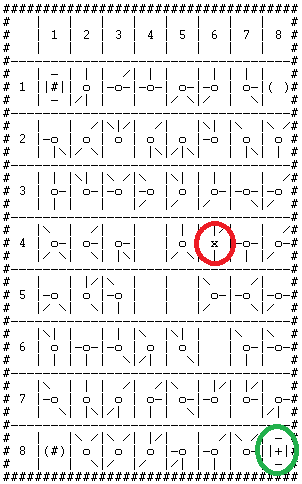 # # 1 | 2 | 3 | 4 | 5 | 6 | 7 | 8 #
# 1 |#| | o | -o- | -o- | o | o | o | ( ) #
# 2 -o | o | o | o | o | -o | o | o #
# 3 o- | o | o- | o | o | o- | -o- | -o #
# 4 o- | o- | o- | | o | x | -o- | o- #
# 5 -o | o | -o | | | o- | -o- | o- #
# 6 o | -o- | -o | o | o | | o- | o- #
# 7 -o | o | o | o- | o | o- | -o | o- #
# 8 (#) | o | o | o | -o | -o | o | |+| #